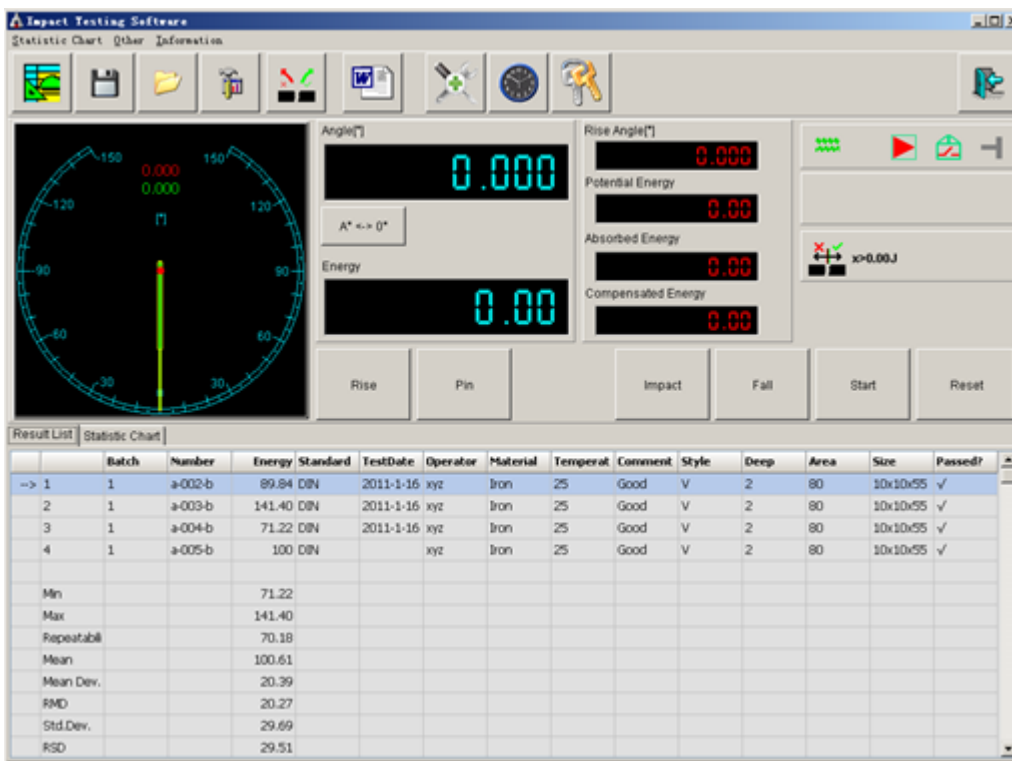 Impact Testing Software
Statistic Chart Other Information
Angle[°]
0.000
A° <-> 0°
Energy
0.00
Rise Angle[°]
0.000
Potential Energy
0.00
Absorbed Energy
0.00
Compensated Energy
0.00
x>0.00J
150 150
0.000
0.000
[°]
120 120
90 90
60 60
30 30
Rise Pin Impact Fall Start Reset
Result List Statistic Chart
Batch Number Energy Standard TestDate Operator Material Temperat Comment Style Deep Area Size Passed?
--> 1 1 a-002-b 89.84 DIN 2011-1-16 xyz Iron 25 Good V 2 80 10x10x55 √
2 1 a-003-b 141.40 DIN 2011-1-16 xyz Iron 25 Good V 2 80 10x10x55 √
3 1 a-004-b 71.22 DIN 2011-1-16 xyz Iron 25 Good V 2 80 10x10x55 √
4 1 a-005-b 100 DIN xyz Iron 25 Good V 2 80 10x10x55 √
Min 71.22
Max 141.40
Repeatabili 70.18
Mean 100.61
Mean Dev. 20.39
RMD 20.27
Std.Dev. 29.69
RSD 29.51